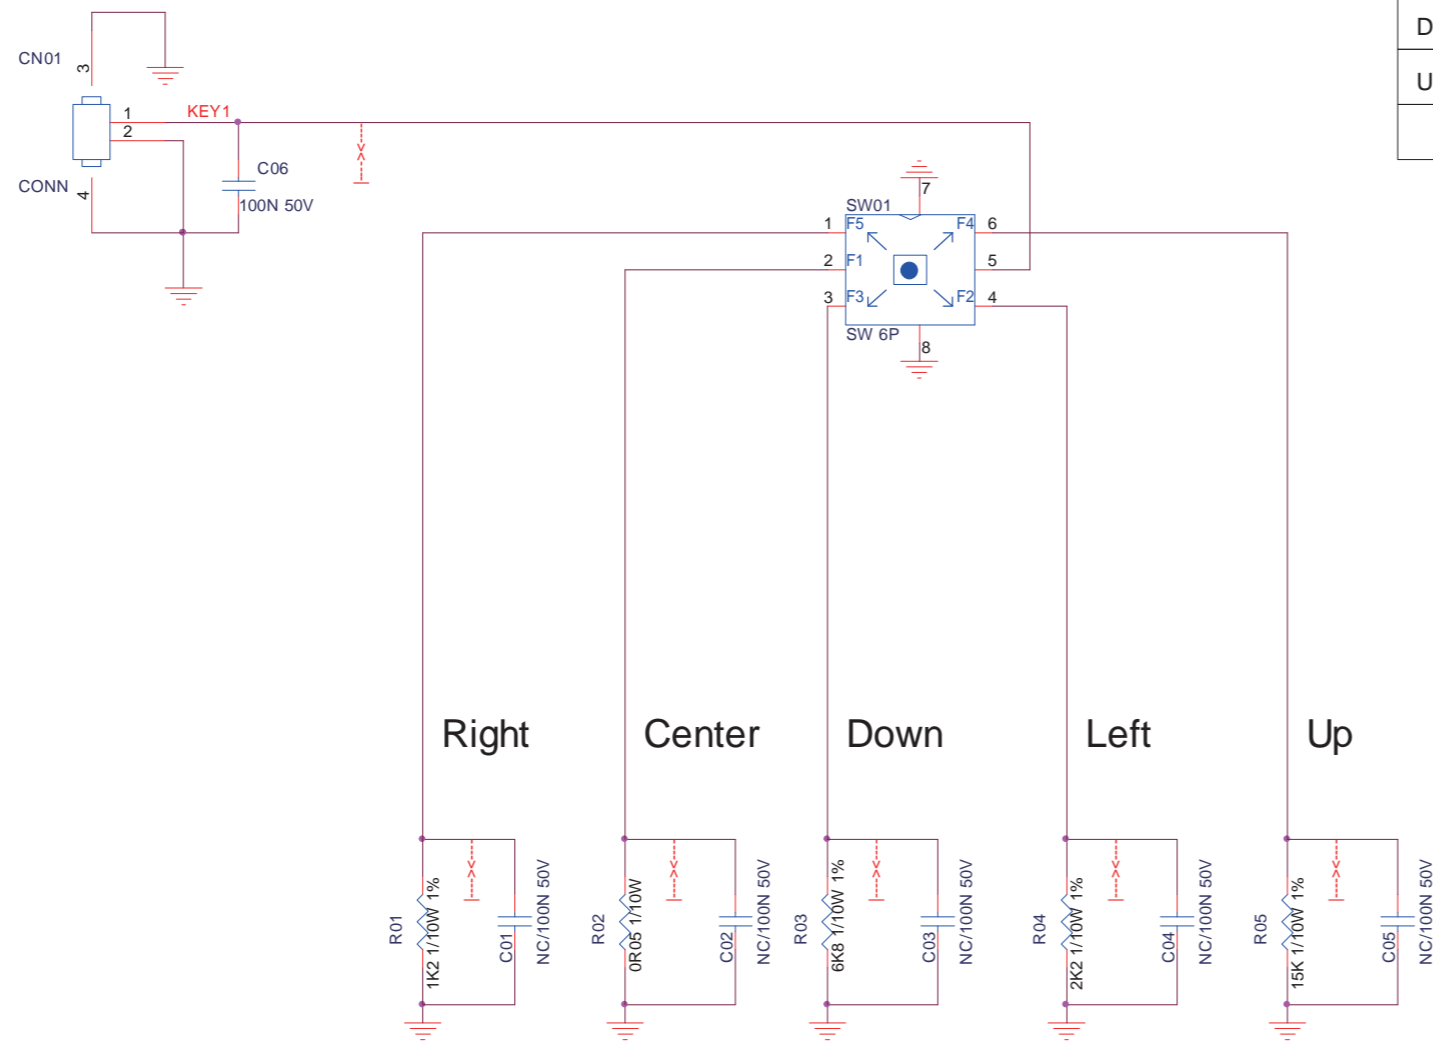 D
CN01
3
U
1
KEY1
2
C06
CONN
4
100N 50V
7
SW01
1
F5
F4
6
2
F1
5
3
F3
F2
4
SW 6P
8
Right
Center
Down
Left
Up
R01
1K2 1/10W 1%
C01
NC/100N 50V
R02
0R05 1/10W
C02
NC/100N 50V
R03
6K8 1/10W 1%
C03
NC/100N 50V
R04
2K2 1/10W 1%
C04
NC/100N 50V
R05
15K 1/10W 1%
C05
NC/100N 50V